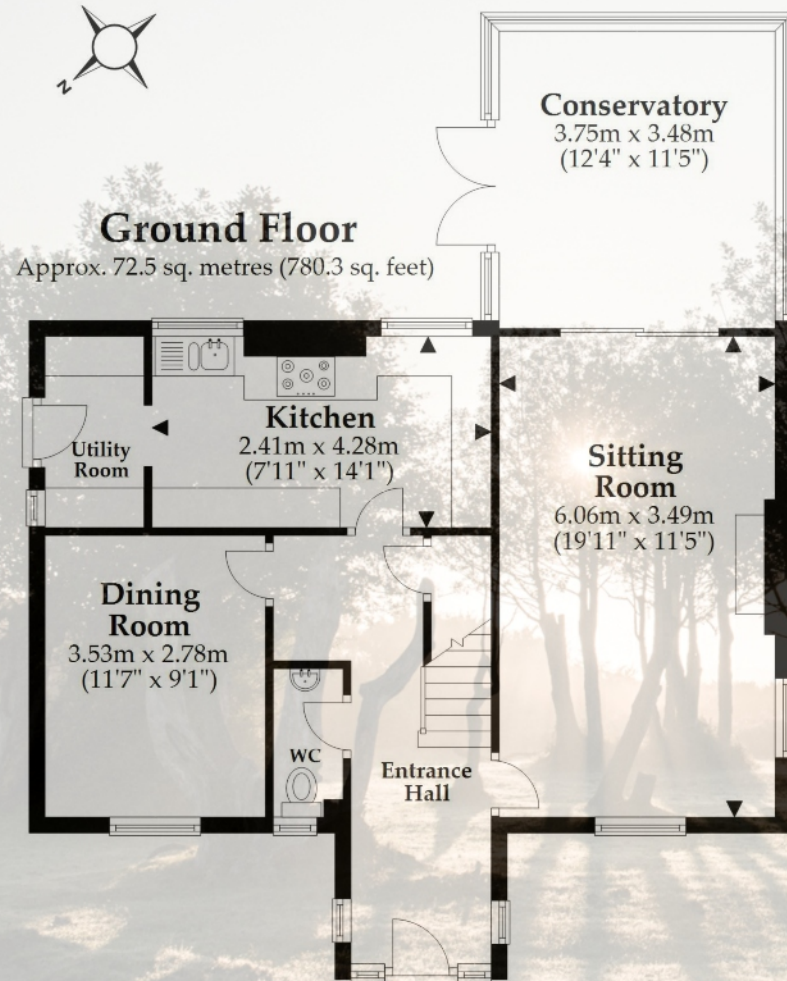 N
Conservatory
3.75m x 3.48m
(12'4" x 11'5")
Ground Floor
Approx. 72.5 sq. metres (780.3 sq. feet)
Kitchen
2.41m x 4.28m
(7'11" x 14'1")
Utility
Room
Sitting
Room
6.06m x 3.49m
(19'11" x 11'5")
Dining
Room
3.53m x 2.78m
(11'7" x 9'1")
WC
Entrance
Hall